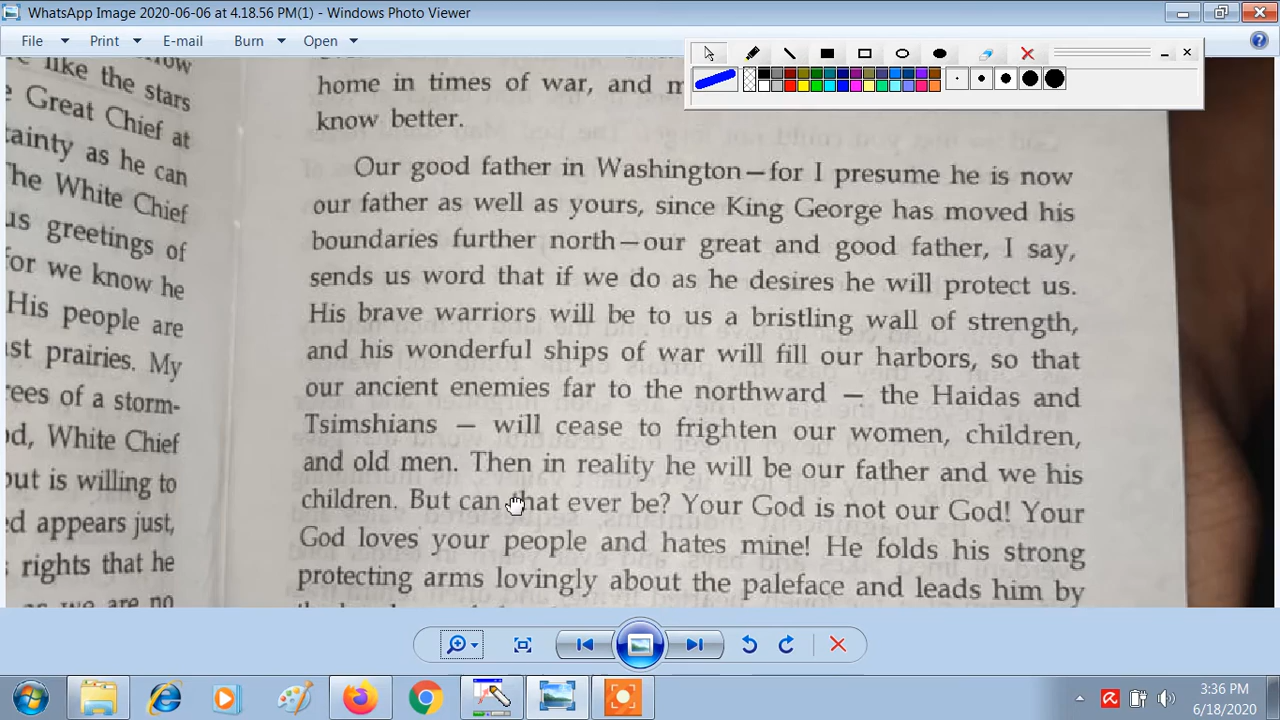 WhatsApp Image 2020-06-06 at 4.18.56 PM(1) - Windows Photo Viewer
File Print E-mail Burn Open
like the stars
Great Chief at
as he can
The White Chief
greetings of
for we know he
His people are
prairies. My
of a storm-
White Chief
but is willing to
appears just,
rights that he
as we are no
home in times of war, and
know better.
Our good father in Washington—for I presume he is now
our father as well as yours, since King George has moved his
boundaries further north—our great and good father, I say,
sends us word that if we do as he desires he will protect us.
His brave warriors will be to us a bristling wall of strength,
and his wonderful ships of war will fill our harbors, so that
our ancient enemies far to the northward — the Haidas and
Tsimshians — will cease to frighten our women, children,
and old men. Then in reality he will be our father and we his
children. But can that ever be? Your God is not our God! Your
God loves your people and hates mine! He folds his strong
protecting arms lovingly about the paleface and leads him by
3:36 PM
6/18/2020